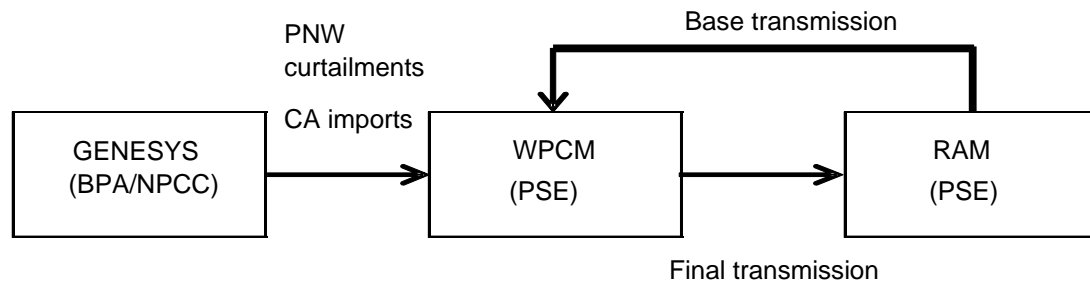 Base transmission
PNW
curtailments
CA imports
GENESYS
(BPA/NPCC)
WPCM
(PSE)
RAM
(PSE)
Final transmission